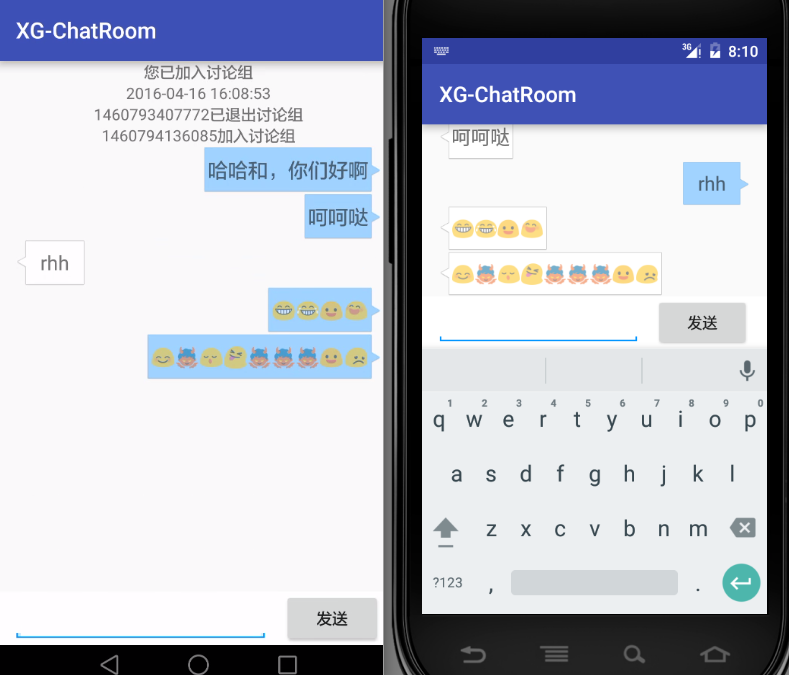 XG-ChatRoom
您已加入讨论组
2016-04-16 16:08:53
1460793407772已退出讨论组
1460794136085加入讨论组
哈哈和，你们好啊
呵呵哒
rhh
发送
3G 8:10
XG-ChatRoom
呵呵哒
rhh
发送
1 2 3 4 5 6 7 8 9 0
q w e r t y u i o p
a s d f g h j k l
z x c v b n m
?123 , .